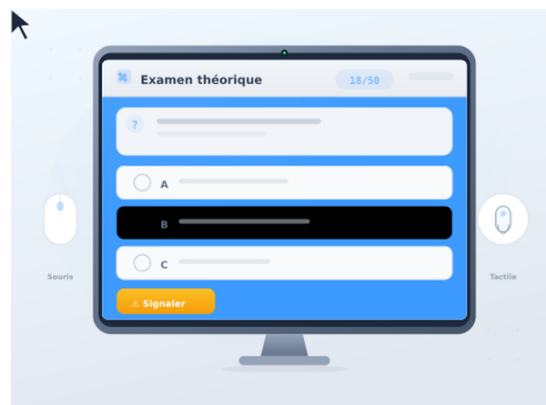 Examen théorique
18/50
?
A
B
C
⚠ Signaler
Souris
Tactile